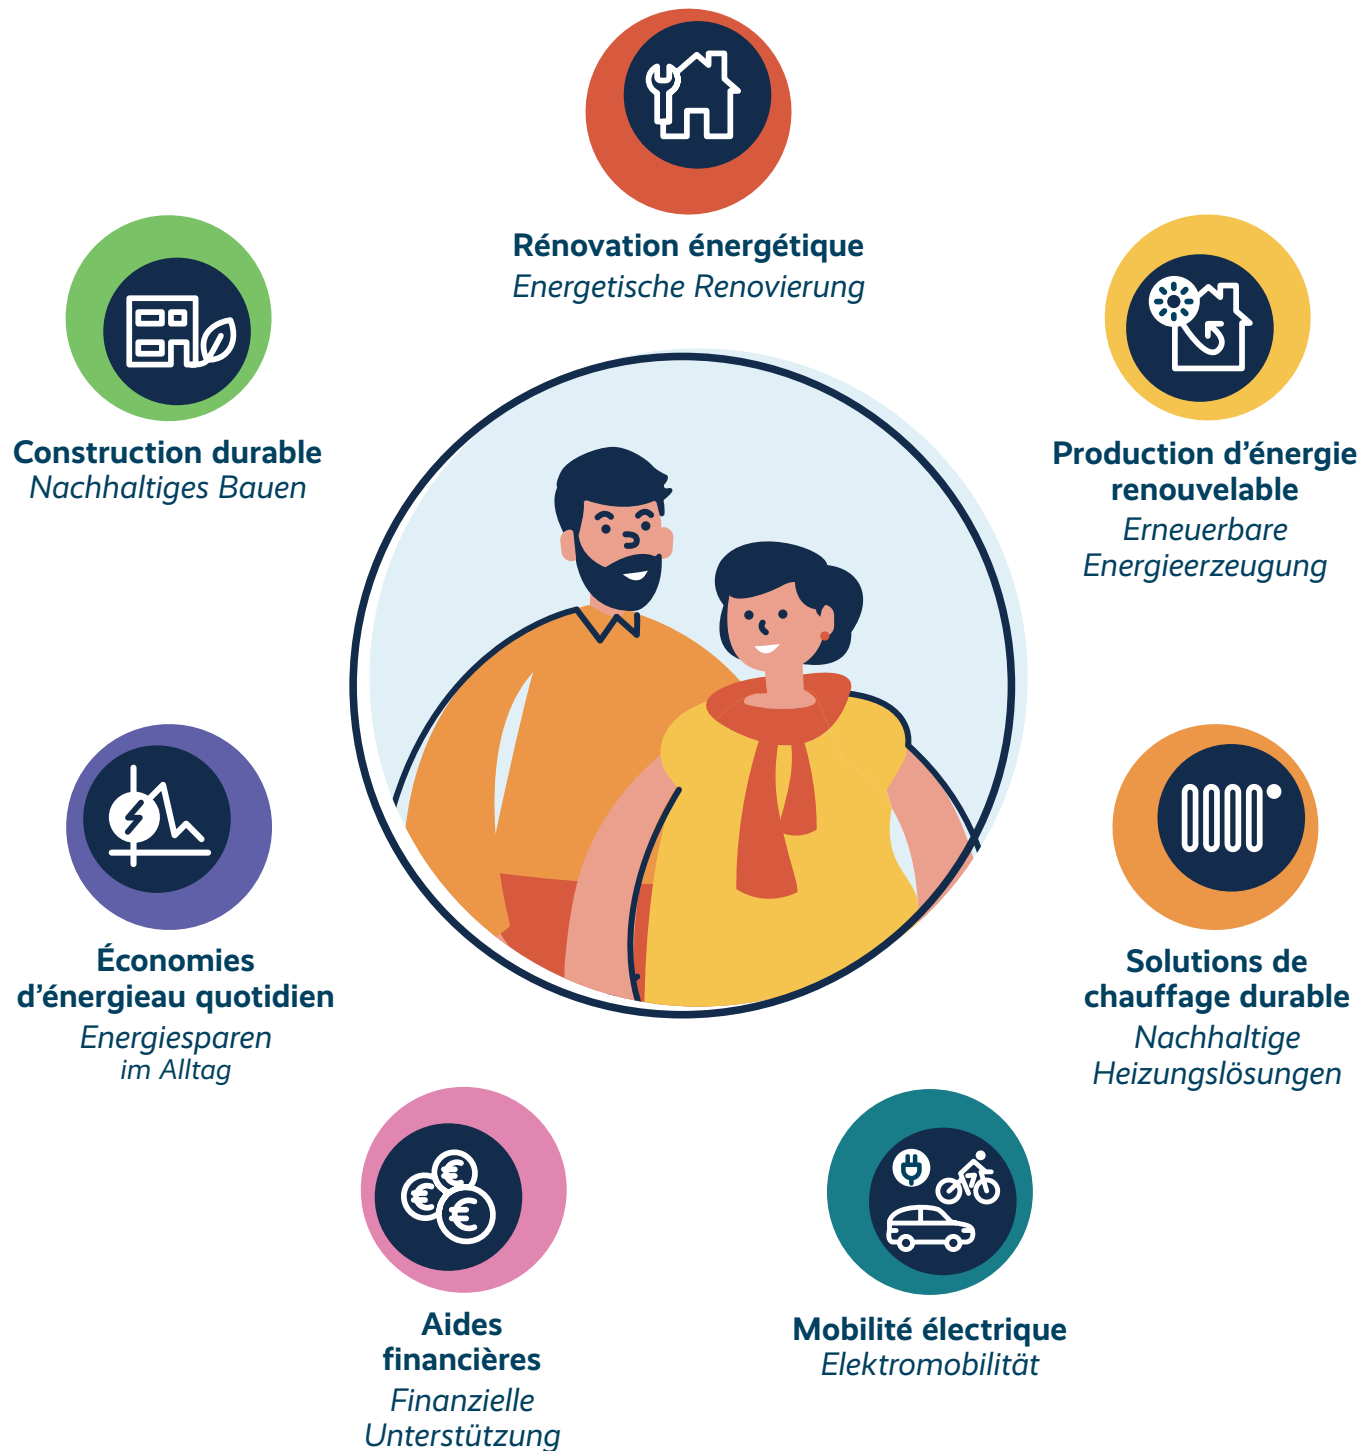 Rénovation énergétique
Energetische Renovierung
Construction durable
Nachhaltiges Bauen
Production d’énergie
renouvelable
Erneuerbare
Energieerzeugung
Économies
d’énergieau quotidien
Energiesparen
im Alltag
Solutions de
chauffage durable
Nachhaltige
Heizungslösungen
Aides
financières
Finanzielle
Unterstützung
Mobilité électrique
Elektromobilität